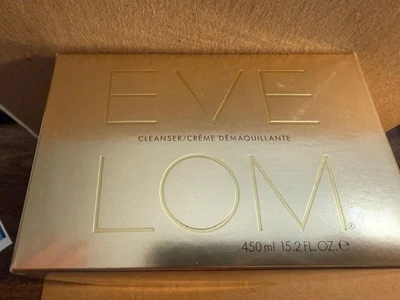 EVE
CLEANSER/CRÈME DÉMAQUILLANTE
LOM®
450 ml 15.2 FL. OZ. ℮